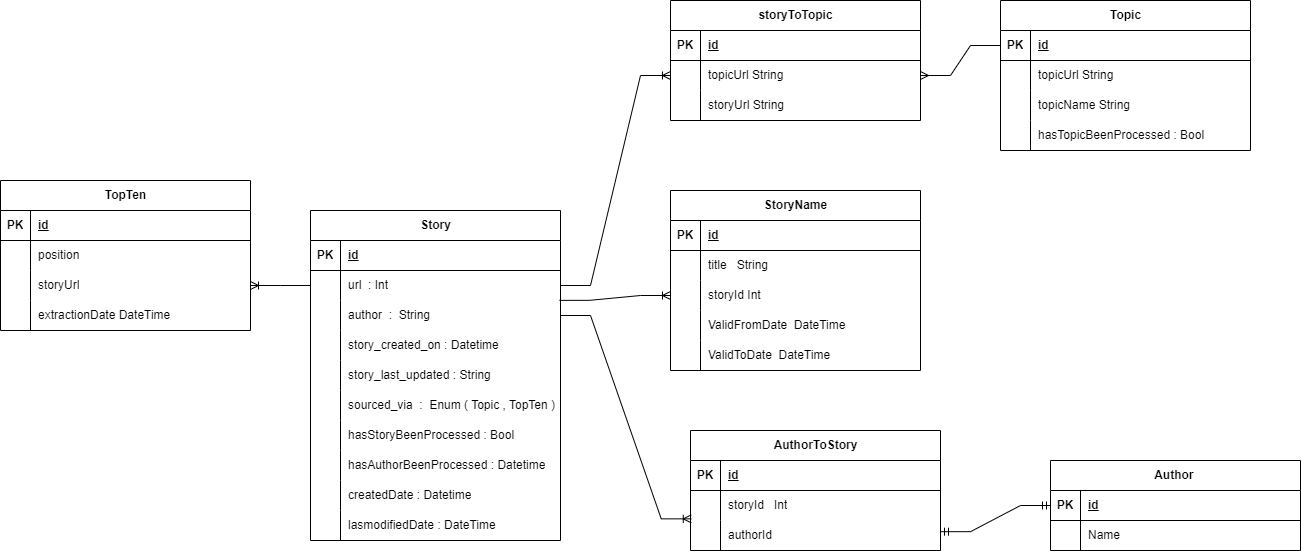 storyToTopic
PK id
topicUrl String
storyUrl String
Topic
PK id
topicUrl String
topicName String
hasTopicBeenProcessed : Bool
TopTen
PK id
position
storyUrl
extractionDate DateTime
Story
PK id
url : Int
author : String
story_created_on : Datetime
story_last_updated : String
sourced_via : Enum ( Topic , TopTen )
hasStoryBeenProcessed : Bool
hasAuthorBeenProcessed : Datetime
createdDate : Datetime
lasmodifiedDate : DateTime
StoryName
PK id
title String
storyId Int
ValidFromDate DateTime
ValidToDate DateTime
AuthorToStory
PK id
storyId Int
authorId
Author
PK id
Name